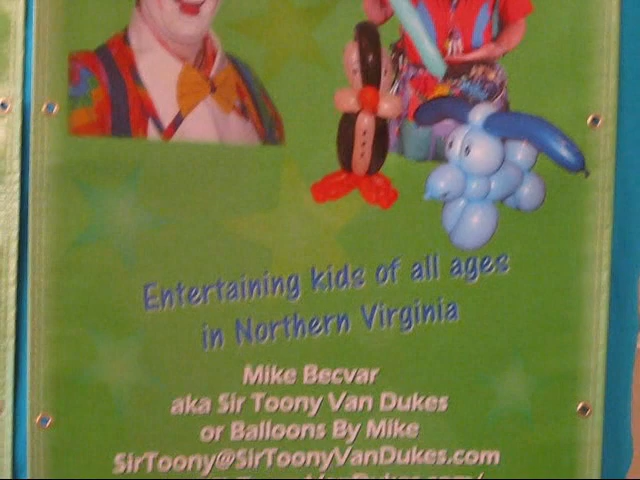 Entertaining kids of all ages
in Northern Virginia
Mike Becvar
aka Sir Toony Van Dukes
or Balloons By Mike
SirToony@SirToonyVanDukes.com